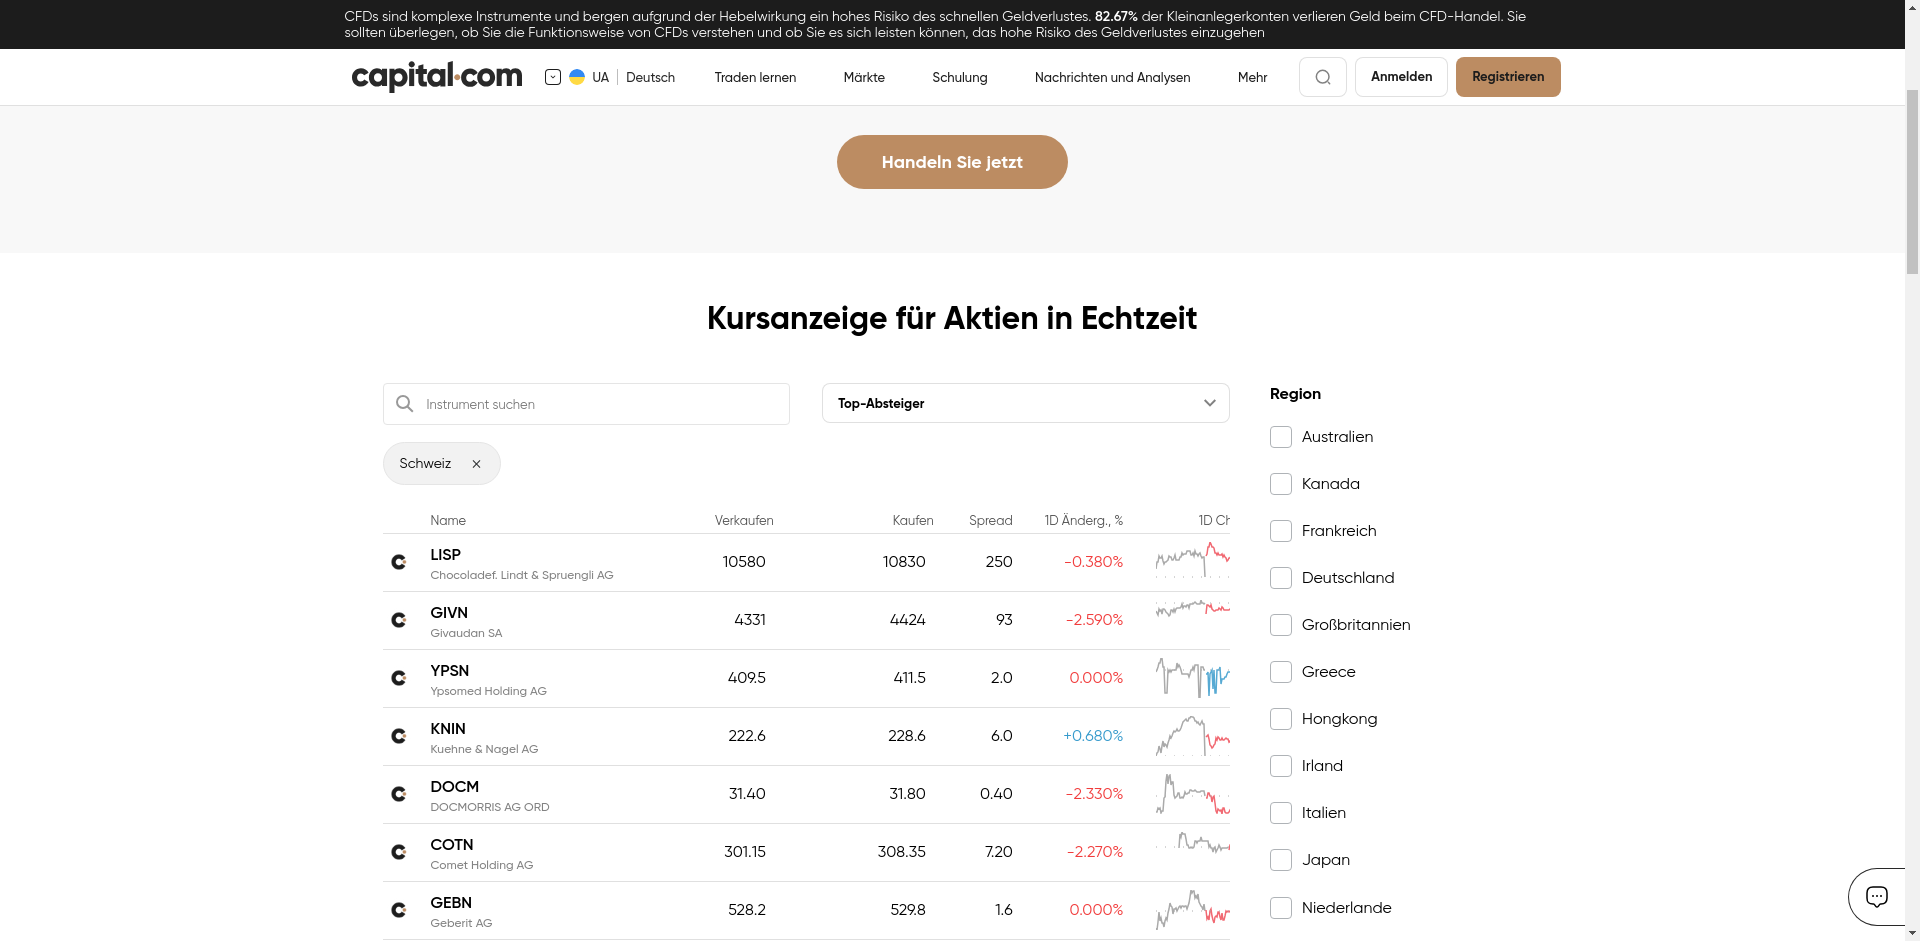 CFDs sind komplexe Instrumente und bergen aufgrund der Hebelwirkung ein hohes Risiko des schnellen Geldverlustes. 82.67% der Kleinanlegerkonten verlieren Geld beim CFD-Handel. Sie
sollten überlegen, ob Sie die Funktionsweise von CFDs verstehen und ob Sie es sich leisten können, das hohe Risiko des Geldverlustes einzugehen
capital.com UA Deutsch Traden lernen Märkte Schulung Nachrichten und Analysen Mehr Anmelden Registrieren
Handeln Sie jetzt
Kursanzeige für Aktien in Echtzeit
Instrument suchen
Top-Absteiger
Schweiz
Name Verkaufen Kaufen Spread 1D Änderg., % 1D Ch
LISP 10580 10830 250 -0.380%
Chocoladef. Lindt & Spruengli AG
GIVN 4331 4424 93 -2.590%
Givaudan SA
YPSN 409.5 411.5 2.0 0.000%
Ypsomed Holding AG
KNIN 222.6 228.6 6.0 +0.680%
Kuehne & Nagel AG
DOCM 31.40 31.80 0.40 -2.330%
DOCMORRIS AG ORD
COTN 301.15 308.35 7.20 -2.270%
Comet Holding AG
GEBN 528.2 529.8 1.6 0.000%
Geberit AG
Region
Australien
Kanada
Frankreich
Deutschland
Großbritannien
Greece
Hongkong
Irland
Italien
Japan
Niederlande